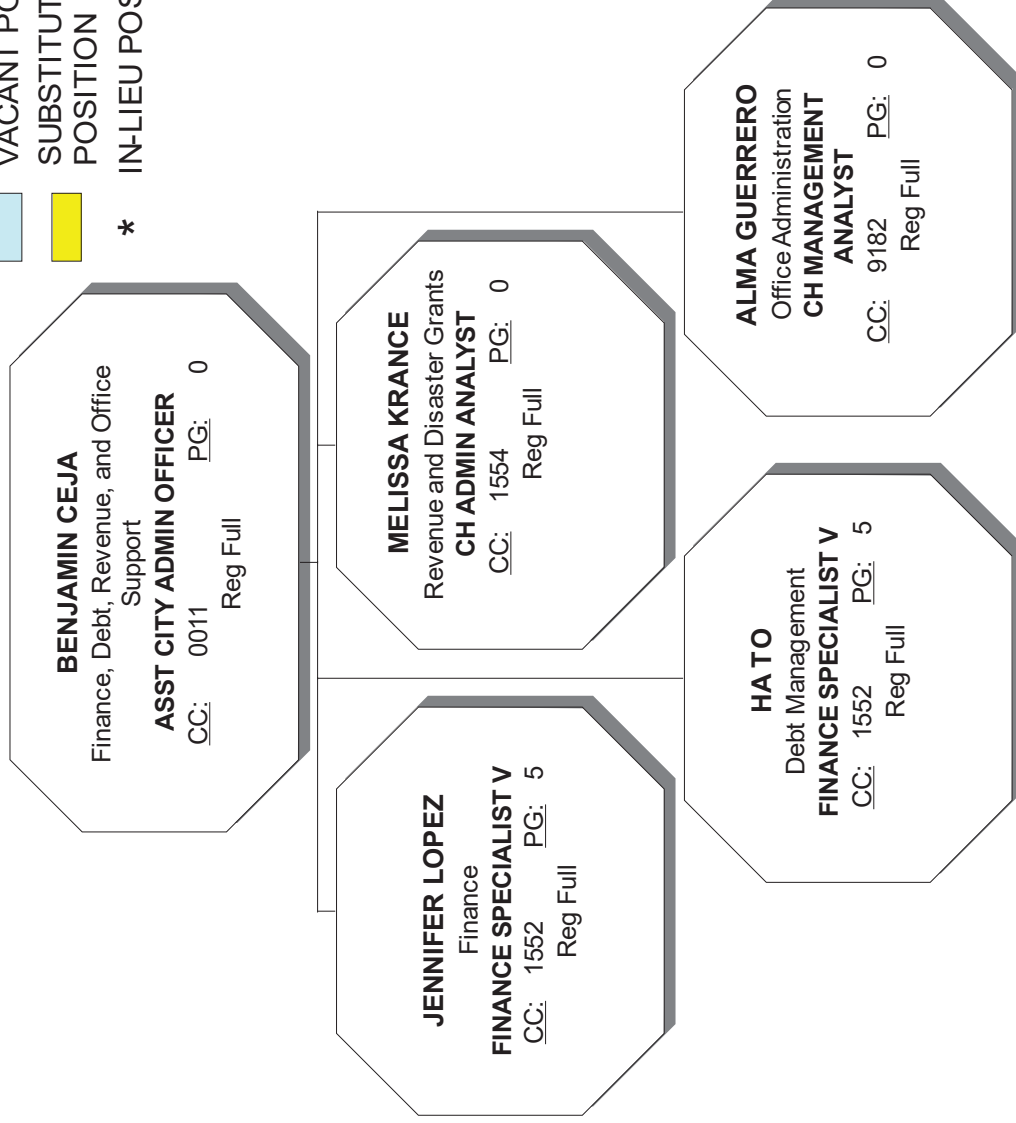 VACANT
SUBSTITUT
POSITION
* IN-LIEU
BENJAMIN CEJA
Finance, Debt, Revenue, and Office
Support
ASST CITY ADMIN OFFICER
CC: 0011 PG: 0
Reg Full
JENNIFER LOPEZ
Finance
FINANCE SPECIALIST V
CC: 1552 PG: 5
Reg Full
MELISSA KRANCE
Revenue and Disaster Grants
CH ADMIN ANALYST
CC: 1554 PG: 0
Reg Full
HA TO
Debt Management
FINANCE SPECIALIST V
CC: 1552 PG: 5
Reg Full
ALMA GUERRERO
Office Administration
CH MANAGEMENT
ANALYST
CC: 9182 PG: 0
Reg Full